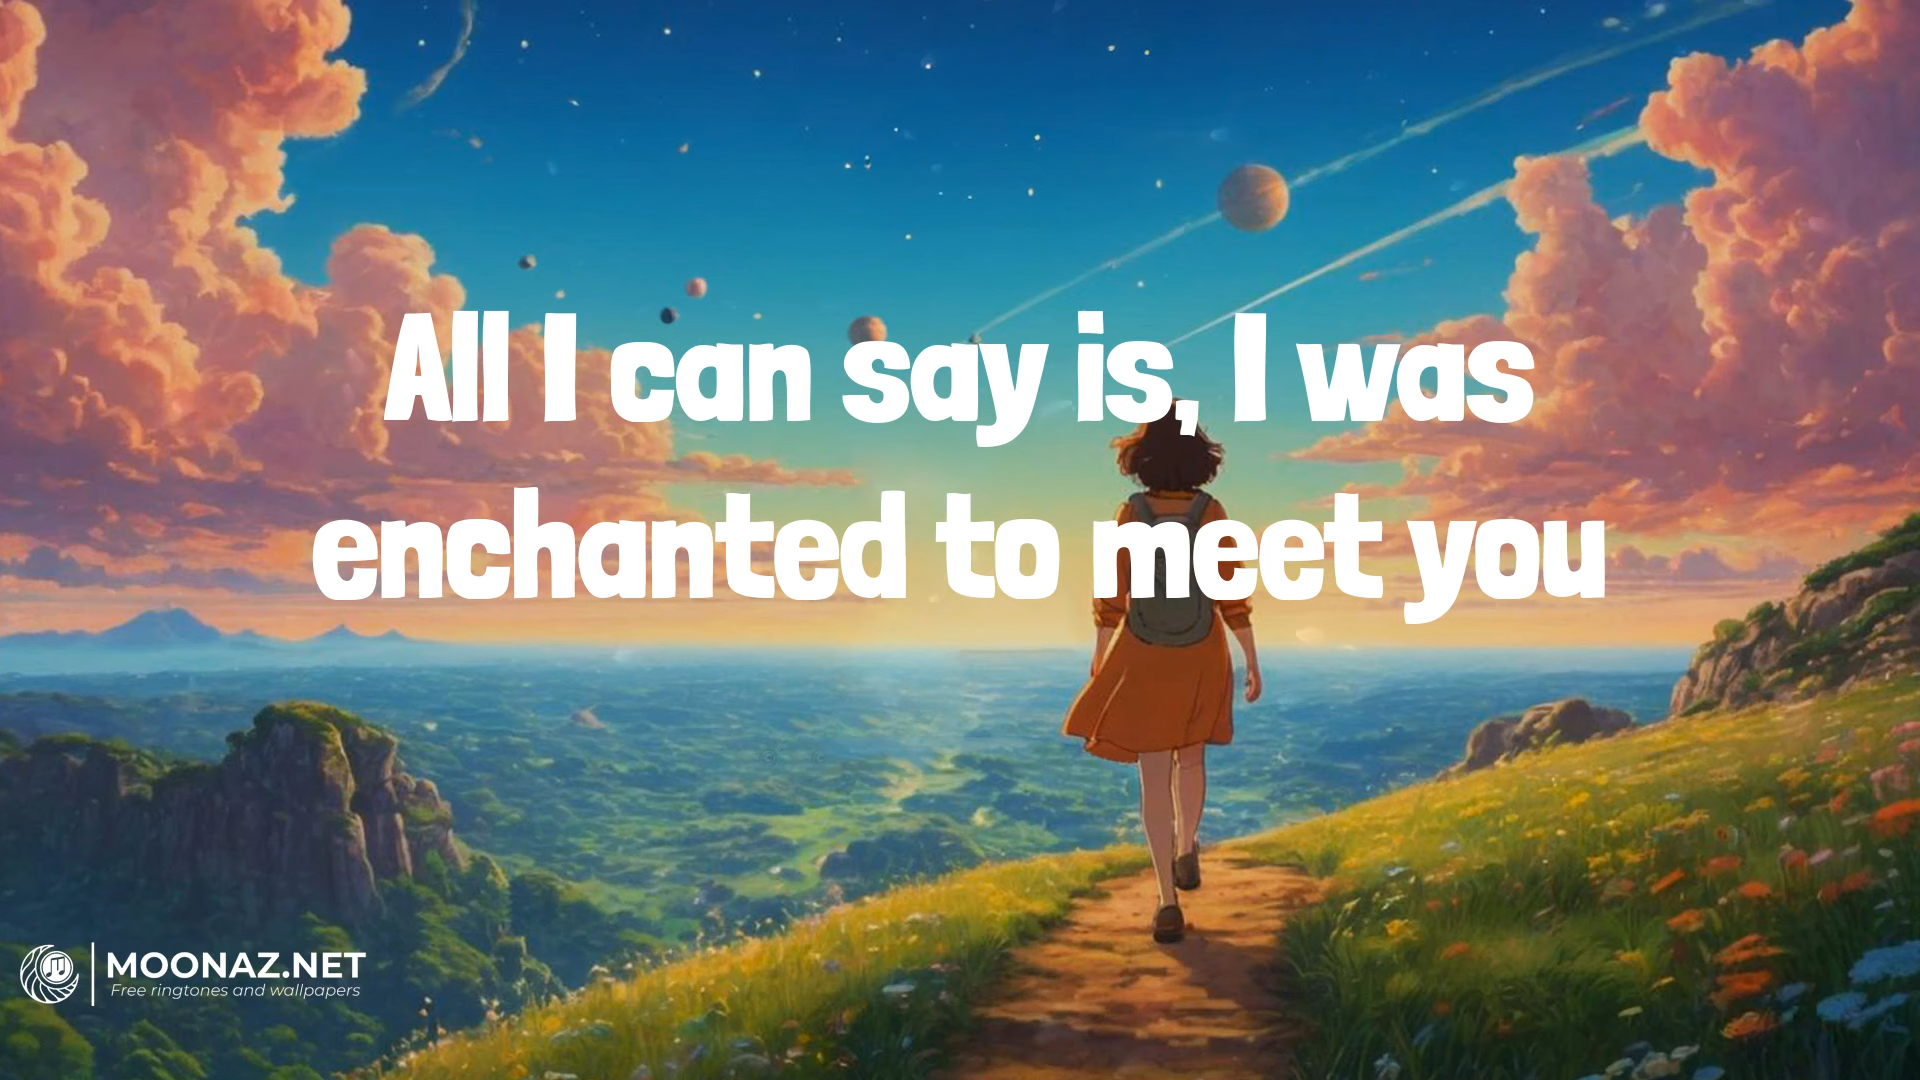 All I can say is, I was
enchanted to meet you
MOONAZ.NET
Free ringtones and wallpapers